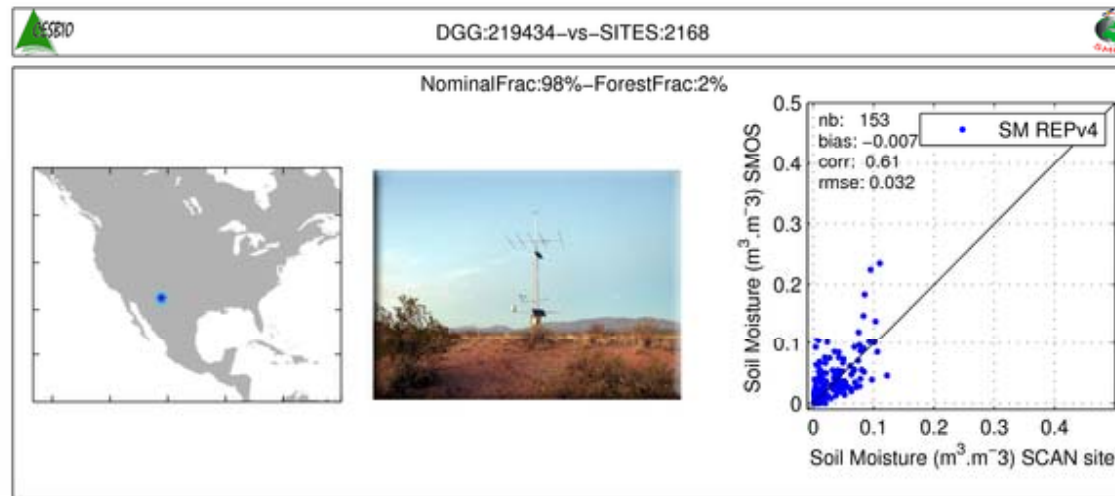 CESBIO
DGG:219434-vs-SITES:2168
SMOS
NominalFrac:98%-ForestFrac:2%
nb: 153
bias: -0.007
corr: 0.61
rmse: 0.032
SM REPv4
Soil Moisture (m³.m⁻3) SMOS
0.5
0.4
0.3
0.2
0.1
0
0 0.1 0.2 0.3 0.4
Soil Moisture (m³.m⁻3) SCAN site